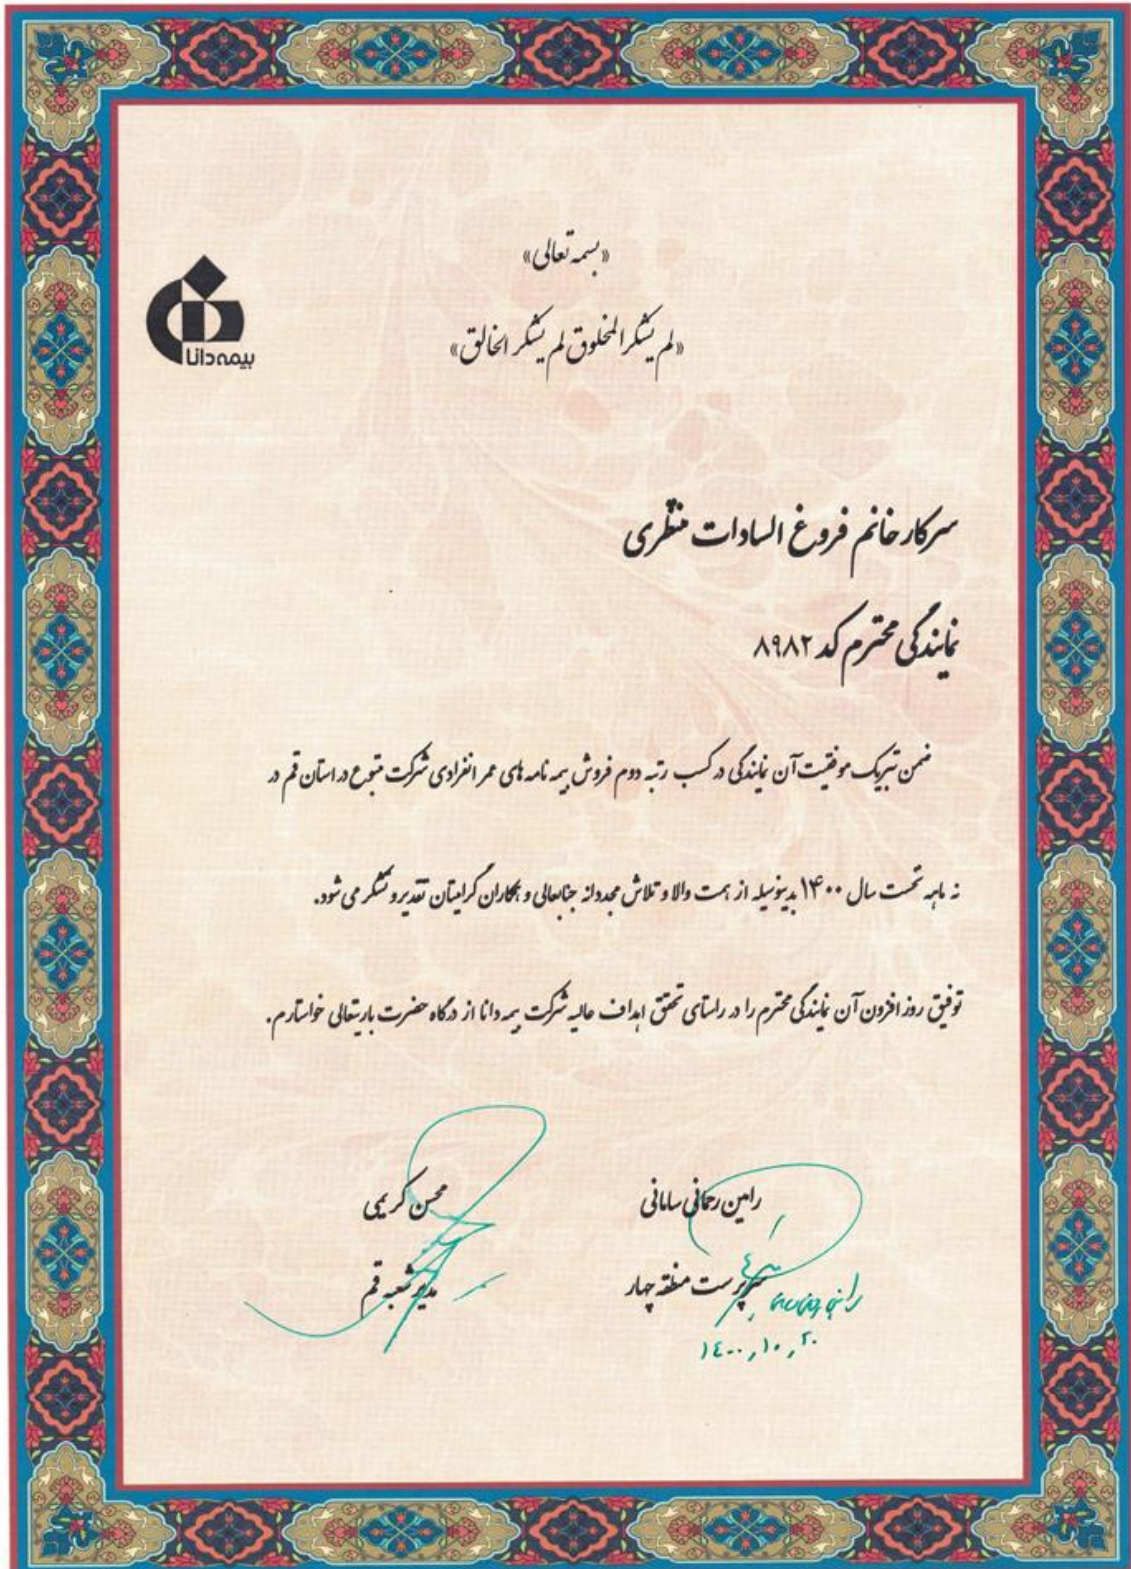 «بسمه تعالی»
«لم یشکر المخلوق لم یشکر الخالق»
بیمه دانا
سرکار خانم فروغ السادات منتظری
نمایندگی محترم کد ۸۹۸۲
ضمن تبریک موفقیت آن نمایندگی در کسب رتبه دوم فروش بیمه نامه های عمر انفرادی شرکت متبوع در استان قم در
نه ماهه نخست سال ۱۴۰۰ بدینوسیله از همت والا و تلاش مجدانه جنابعالی و همکاران گرامیتان تقدیر و تشکر می شود.
توفیق روز افزون آن نمایندگی محترم را در راستای تحقق اهداف عالیه شرکت بیمه دانا از درگاه حضرت باریتعالی خواستارم.
رامین رحمانی سامانی
محسن کریمی
سرپرست منطقه چهار
مدیر شعبه قم
۱۴۰۰,۱۰,۲۰